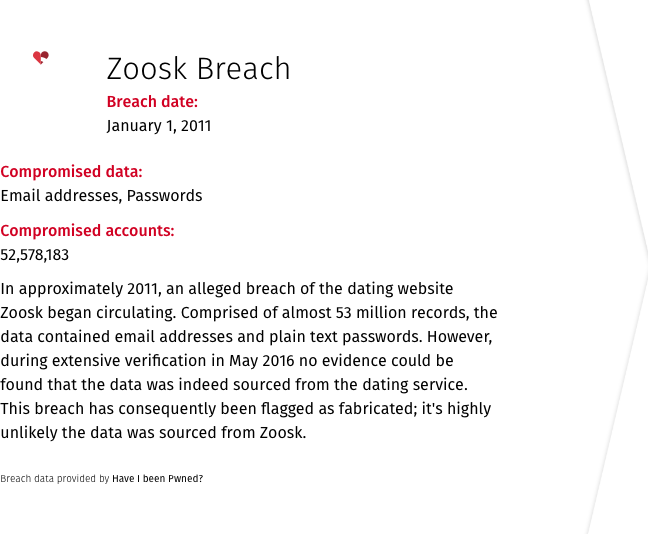 Zoosk Breach
Breach date:
January 1, 2011
Compromised data:
Email addresses, Passwords
Compromised accounts:
52,578,183
In approximately 2011, an alleged breach of the dating website
Zoosk began circulating. Comprised of almost 53 million records, the
data contained email addresses and plain text passwords. However,
during extensive verification in May 2016 no evidence could be
found that the data was indeed sourced from the dating service.
This breach has consequently been flagged as fabricated; it's highly
unlikely the data was sourced from Zoosk.
Breach data provided by Have I been Pwned?